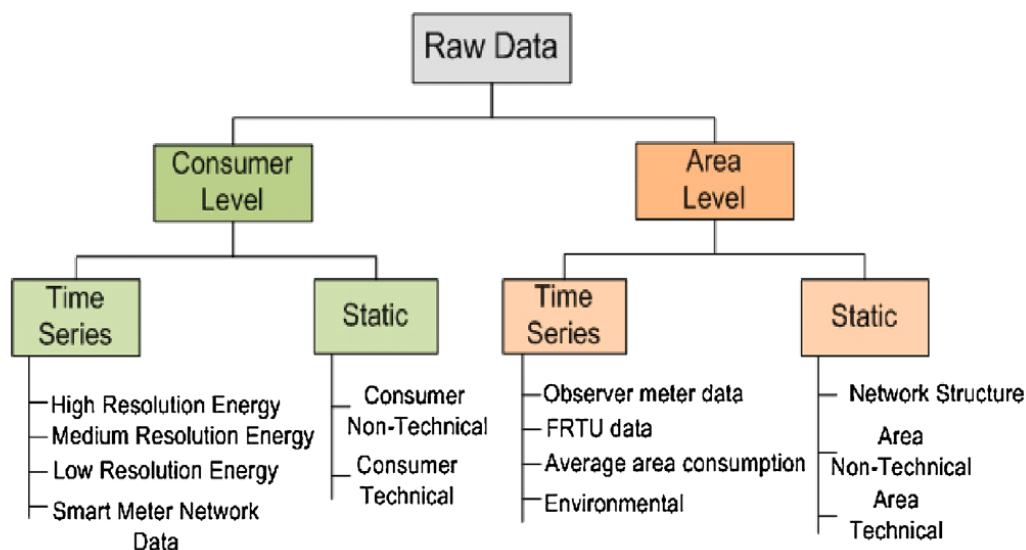 Raw Data
Consumer
Level
Area
Level
Time
Series
Static
Time
Series
Static
High Resolution Energy
Medium Resolution Energy
Low Resolution Energy
Smart Meter Network
Data
Consumer
Non-Technical
Consumer
Technical
Observer meter data
FRTU data
Average area consumption
Environmental
Network Structure
Area
Non-Technical
Area
Technical